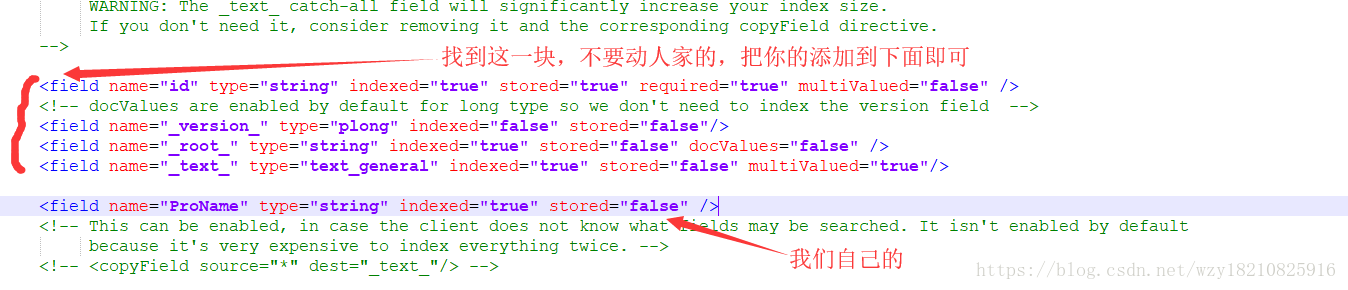 WARNING: The _text_ catch-all field will significantly increase your index size.
If you don't need it, consider removing it and the corresponding copyField directive.
-->
找到这一块，不要动人家的，把你的添加到下面即可
<field name="id" type="string" indexed="true" stored="true" required="true" multiValued="false" />
<!-- docValues are enabled by default for long type so we don't need to index the version field  -->
<field name="_version_" type="plong" indexed="false" stored="false"/>
<field name="_root_" type="string" indexed="true" stored="false" docValues="false" />
<field name="_text_" type="text_general" indexed="true" stored="false" multiValued="true"/>
<field name="ProName" type="string" indexed="true" stored="false" />
<!-- This can be enabled, in case the client does not know what fields may be searched. It isn't enabled by default
because it's very expensive to index everything twice. -->
我们自己的
<!-- <copyField source="*" dest="_text_"/> -->
https://blog.csdn.net/wzy18210825916